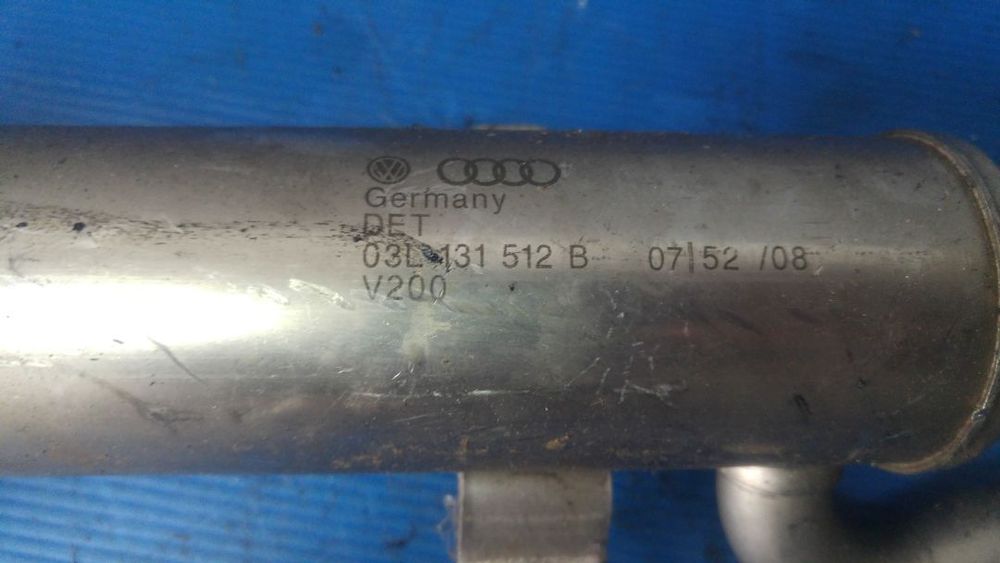 Germany
DET
03L 131 512 B 07|52 /08
V200